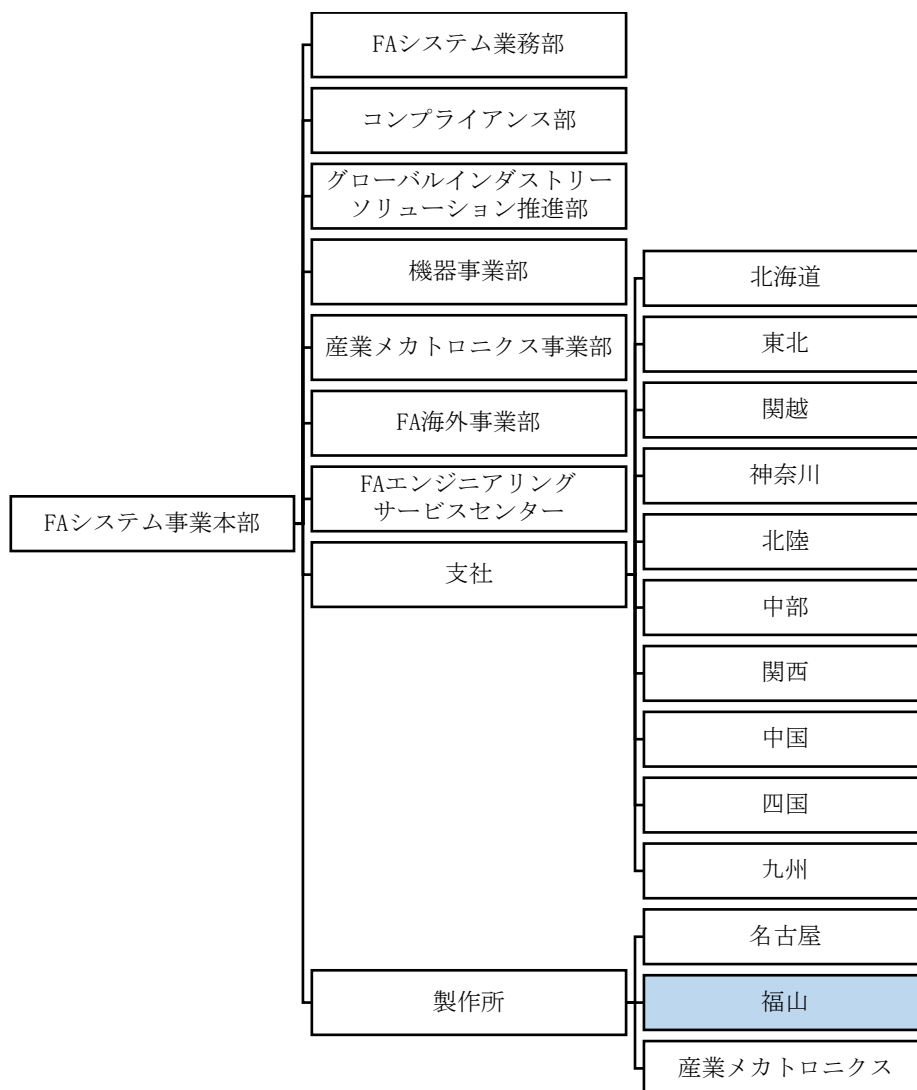 FAシステム事業本部
FAシステム業務部
コンプライアンス部
グローバルインダストリー
ソリューション推進部
機器事業部
産業メカトロニクス事業部
FA海外事業部
FAエンジニアリング
サービスセンター
支社
北海道
東北
関越
神奈川
北陸
中部
関西
中国
四国
九州
製作所
名古屋
福山
産業メカトロニクス